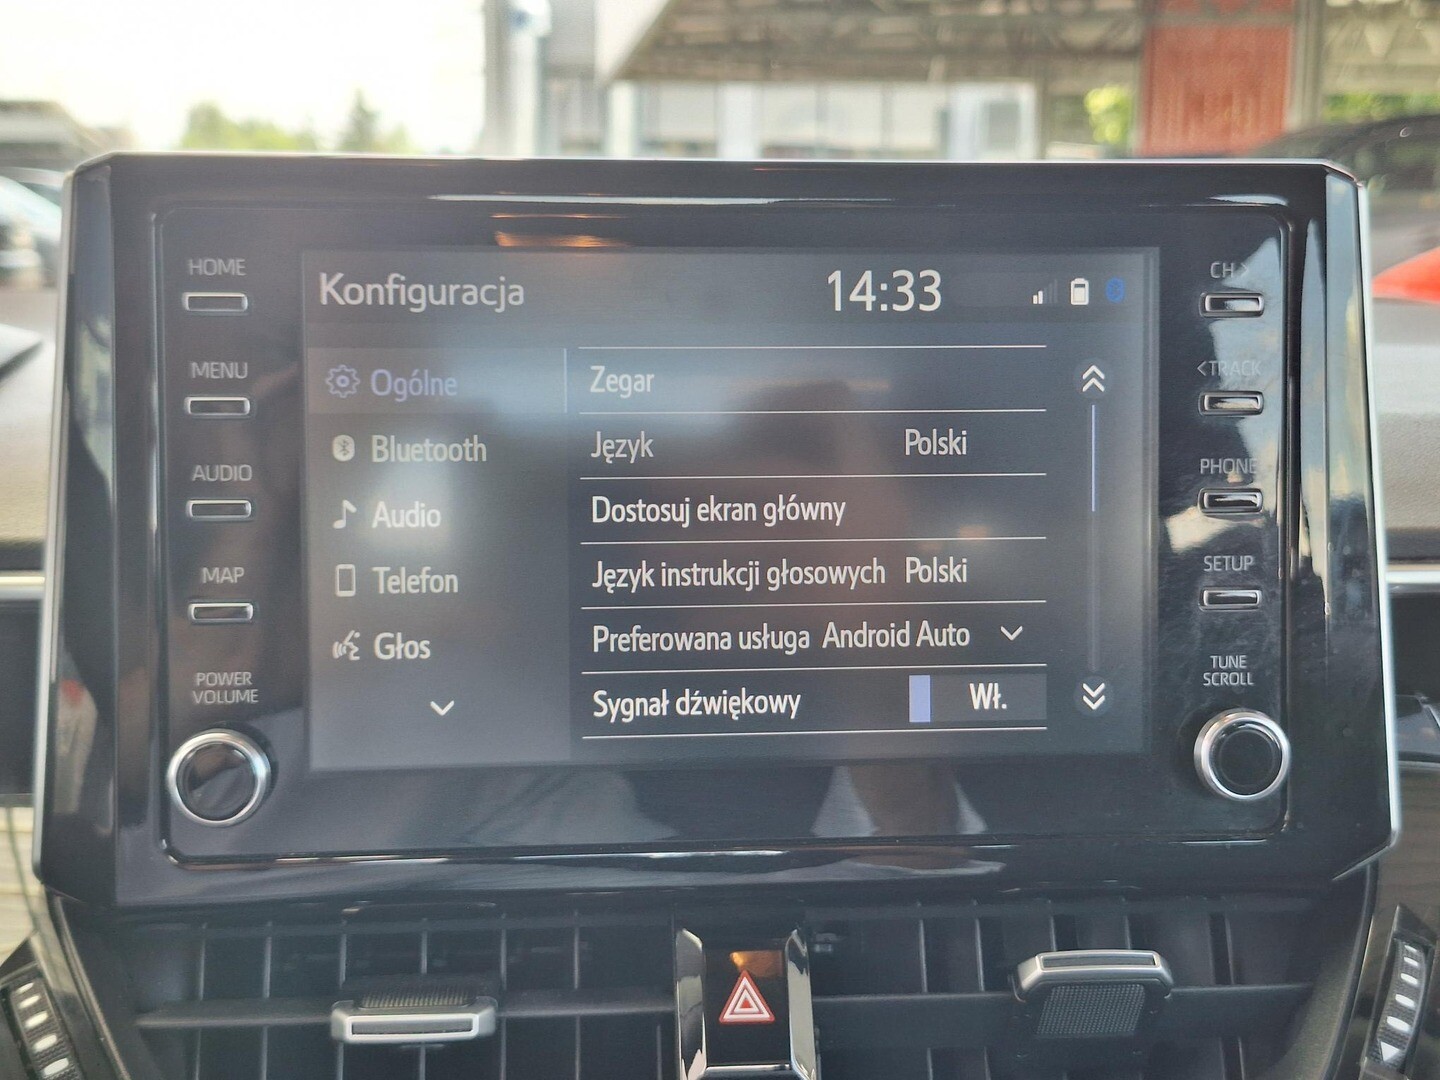 HOME
MENU
AUDIO
MAP
POWER
VOLUME
Konfiguracja
14:33
Ogólne
Bluetooth
Audio
Telefon
Głos
Zegar
Język Polski
Dostosuj ekran główny
Język instrukcji głosowych Polski
Preferowana usługa Android Auto
Sygnał dźwiękowy Wł.
CH>
<TRACK
PHONE
SETUP
TUNE
SCROLL